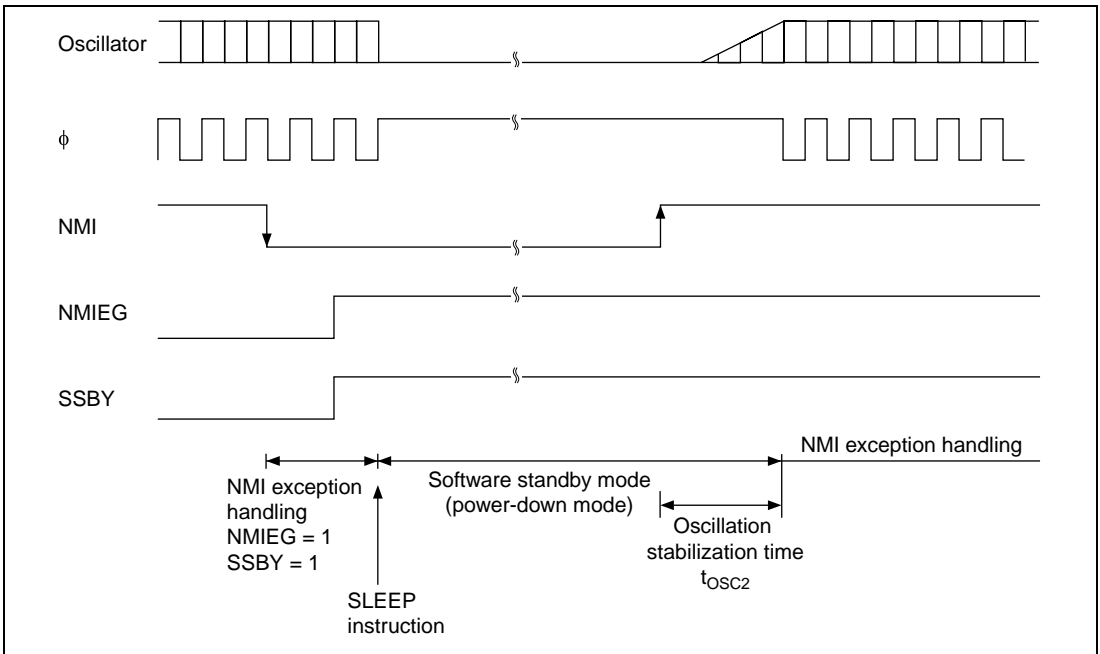 Oscillator
ϕ
NMI
NMIEG
SSBY
NMI exception handling
NMI exception
handling
NMIEG = 1
SSBY = 1
Software standby mode
(power-down mode)
Oscillation
stabilization time
tOSC2
SLEEP
instruction